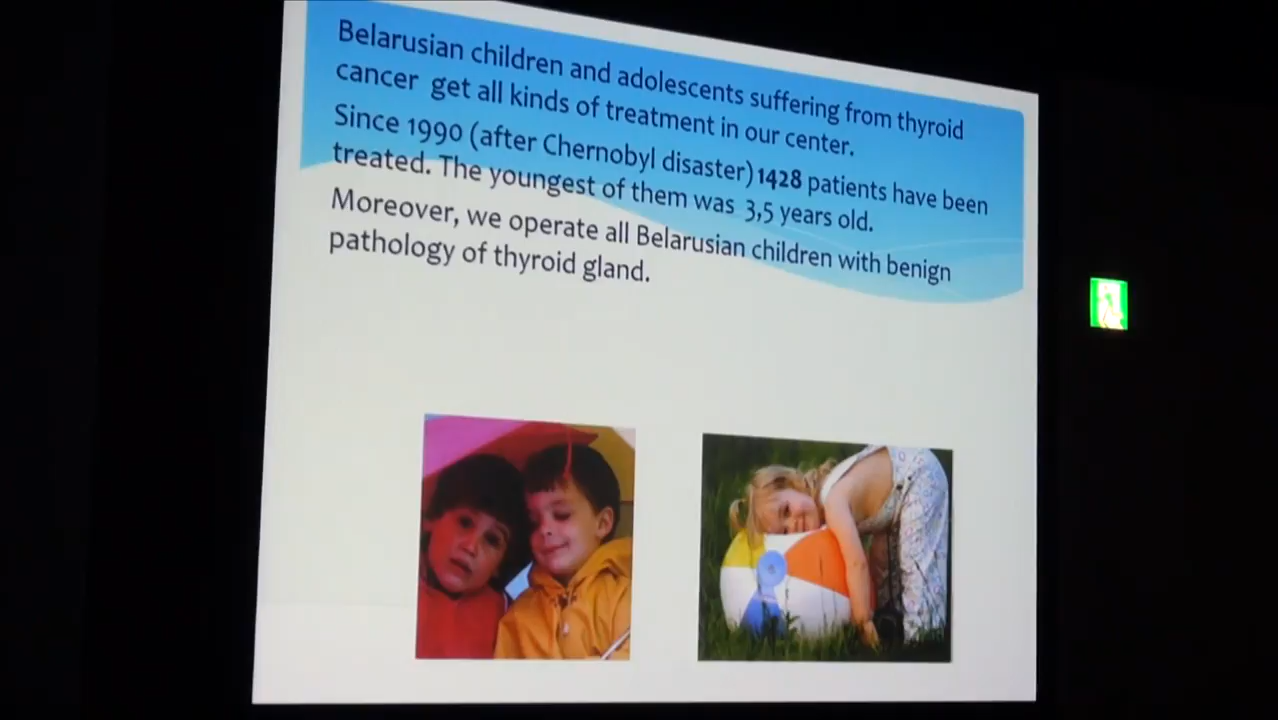 Belarusian children and adolescents suffering from thyroid
cancer get all kinds of treatment in our center.
Since 1990 (after Chernobyl disaster) 1428 patients have been
treated. The youngest of them was 3,5 years old.
Moreover, we operate all Belarusian children with benign
pathology of thyroid gland.